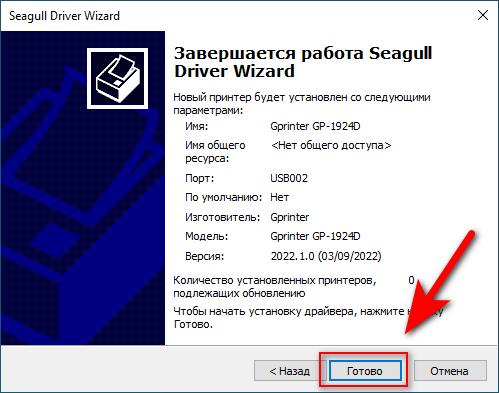 Seagull Driver Wizard
Завершается работа Seagull
Driver Wizard
Новый принтер будет установлен со следующими
параметрами:
Имя: Gprinter GP-1924D
Имя общего <Нет общего доступа>
ресурса:
Порт: USB002
По умолчанию: Нет
Изготовитель: Gprinter
Модель: Gprinter GP-1924D
Версия: 2022.1.0 (03/09/2022)
Количество установленных принтеров, 0
подлежащих обновлению
Чтобы начать установку драйвера, нажмите
Готово.
< Назад Готово Отмена